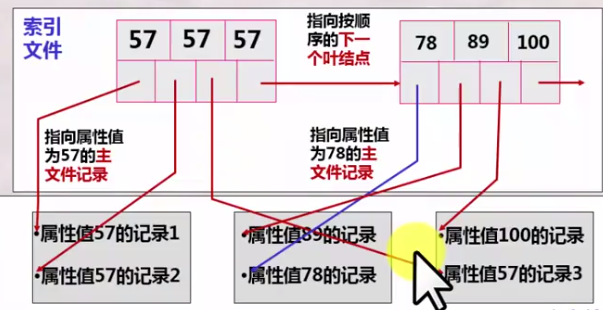 索引
文件
57 57 57
指向按顺
序的下一
个叶结点
78 89 100
指向属性值
为57的主
文件记录
指向属性值
为78的主
文件记录
•属性值57的记录1
•属性值57的记录2
•属性值89的记录
•属性值78的记录
•属性值100的记录
•属性值57的记录3